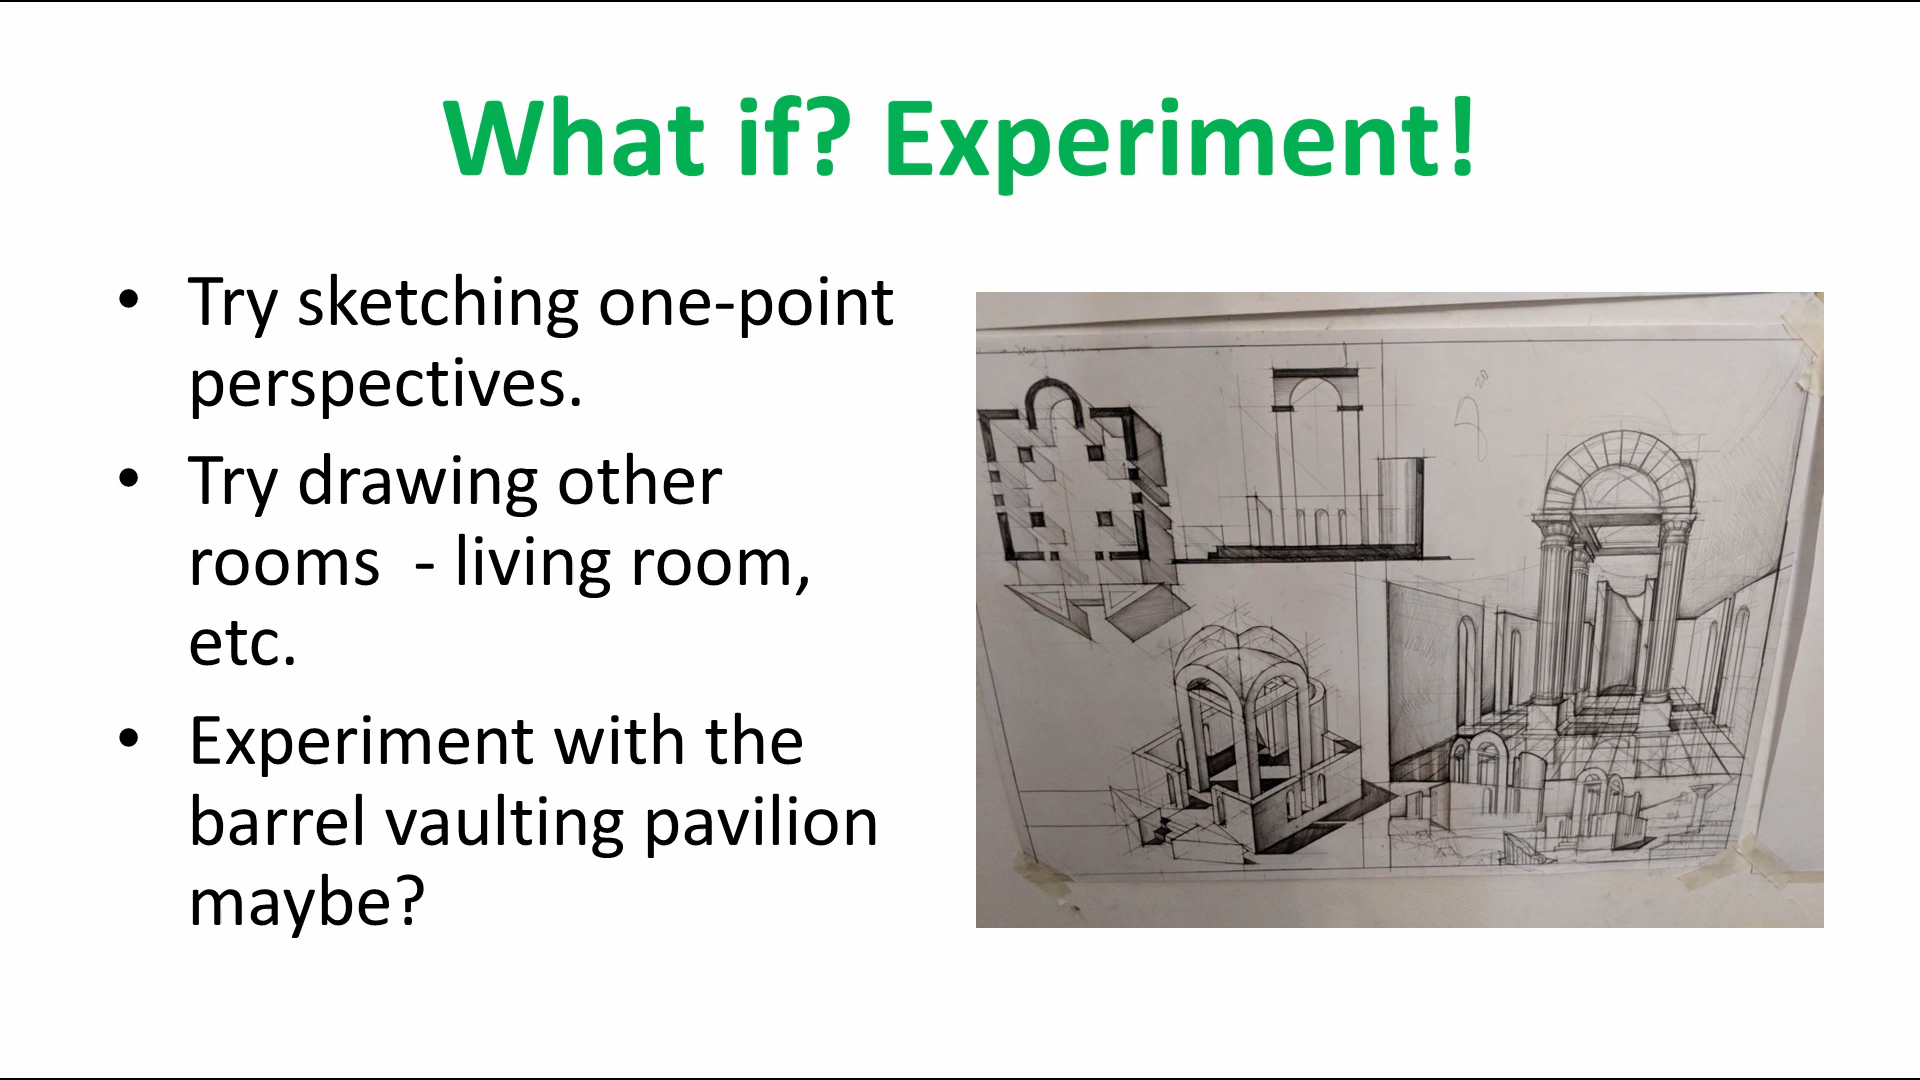 What if? Experiment!
• Try sketching one-point
perspectives.
• Try drawing other
rooms  - living room,
etc.
• Experiment with the
barrel vaulting pavilion
maybe?